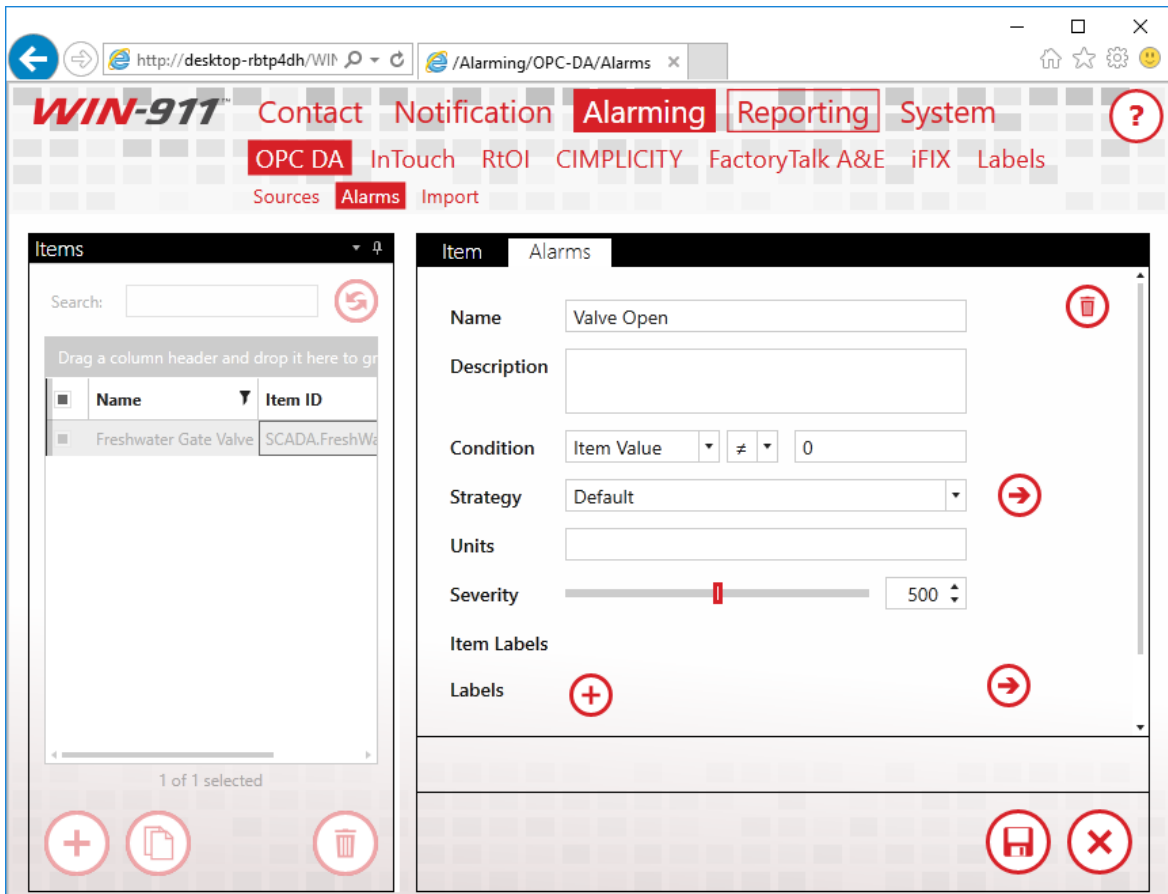 http://desktop-rbtp4dh/WIN
/Alarming/OPC-DA/Alarms
WIN-911™ Contact Notification Alarming Reporting System ?
OPC DA InTouch RtOI CIMPLICITY FactoryTalk A&E iFIX Labels
Sources Alarms Import
Items
Search:
Drag a column header and drop it here to gr
Name Item ID
Freshwater Gate Valve SCADA.FreshWa
1 of 1 selected
Item Alarms
Name Valve Open
Description
Condition Item Value ≠ 0
Strategy Default
Units
Severity 500
Item Labels
Labels